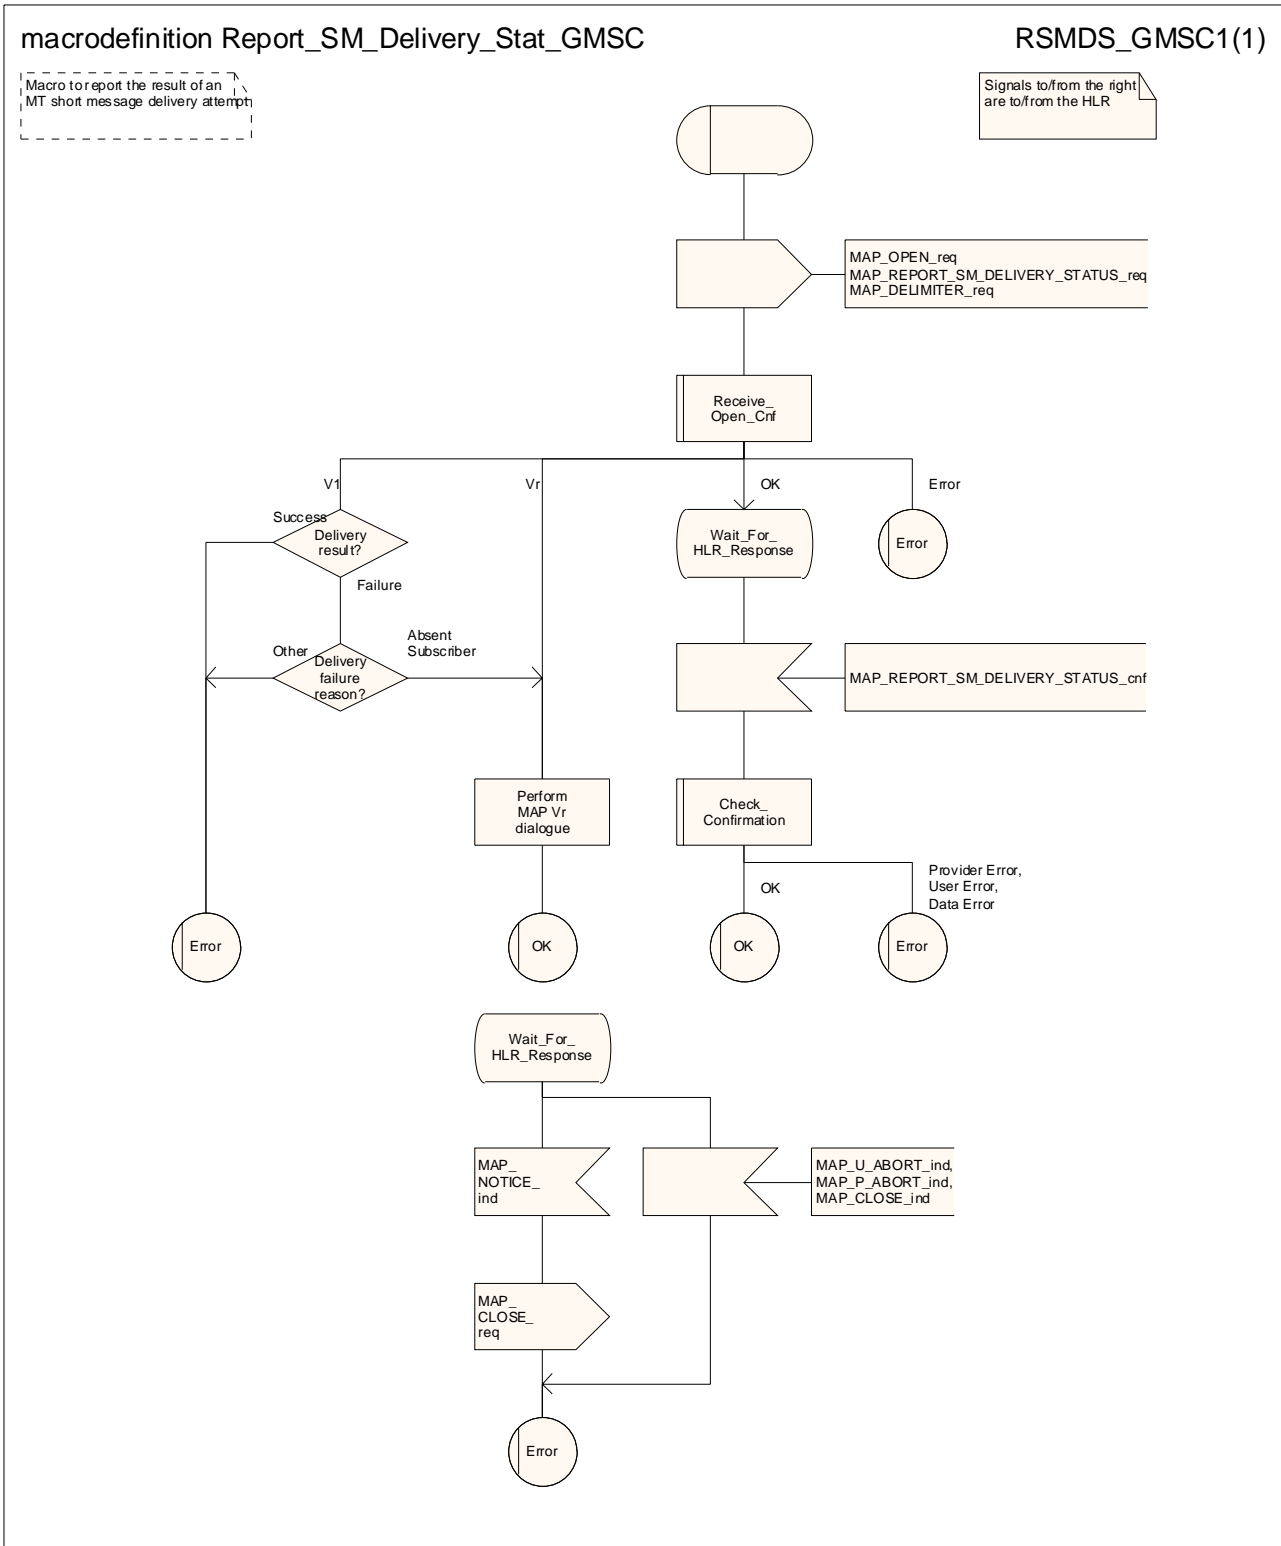 macrodefinition Report_SM_Delivery_Stat_GMSC
RSMDS_GMSC1(1)
Macro to report the result of an
MT short message delivery attempt
Signals to/from the right
are to/from the HLR
MAP_OPEN_req
MAP_REPORT_SM_DELIVERY_STATUS_req
MAP_DELIMITER_req
Receive_
Open_Cnf
V1
Vr
OK
Error
Success
Delivery
result?
Wait_For_
HLR_Response
Error
Failure
Other
Absent
Subscriber
Delivery
failure
reason?
MAP_REPORT_SM_DELIVERY_STATUS_cnf
Perform
MAP Vr
dialogue
Check_
Confirmation
OK
Provider Error,
User Error,
Data Error
Error
OK
OK
Error
Wait_For_
HLR_Response
MAP_
NOTICE_
ind
MAP_U_ABORT_ind,
MAP_P_ABORT_ind,
MAP_CLOSE_ind
MAP_
CLOSE_
req
Error